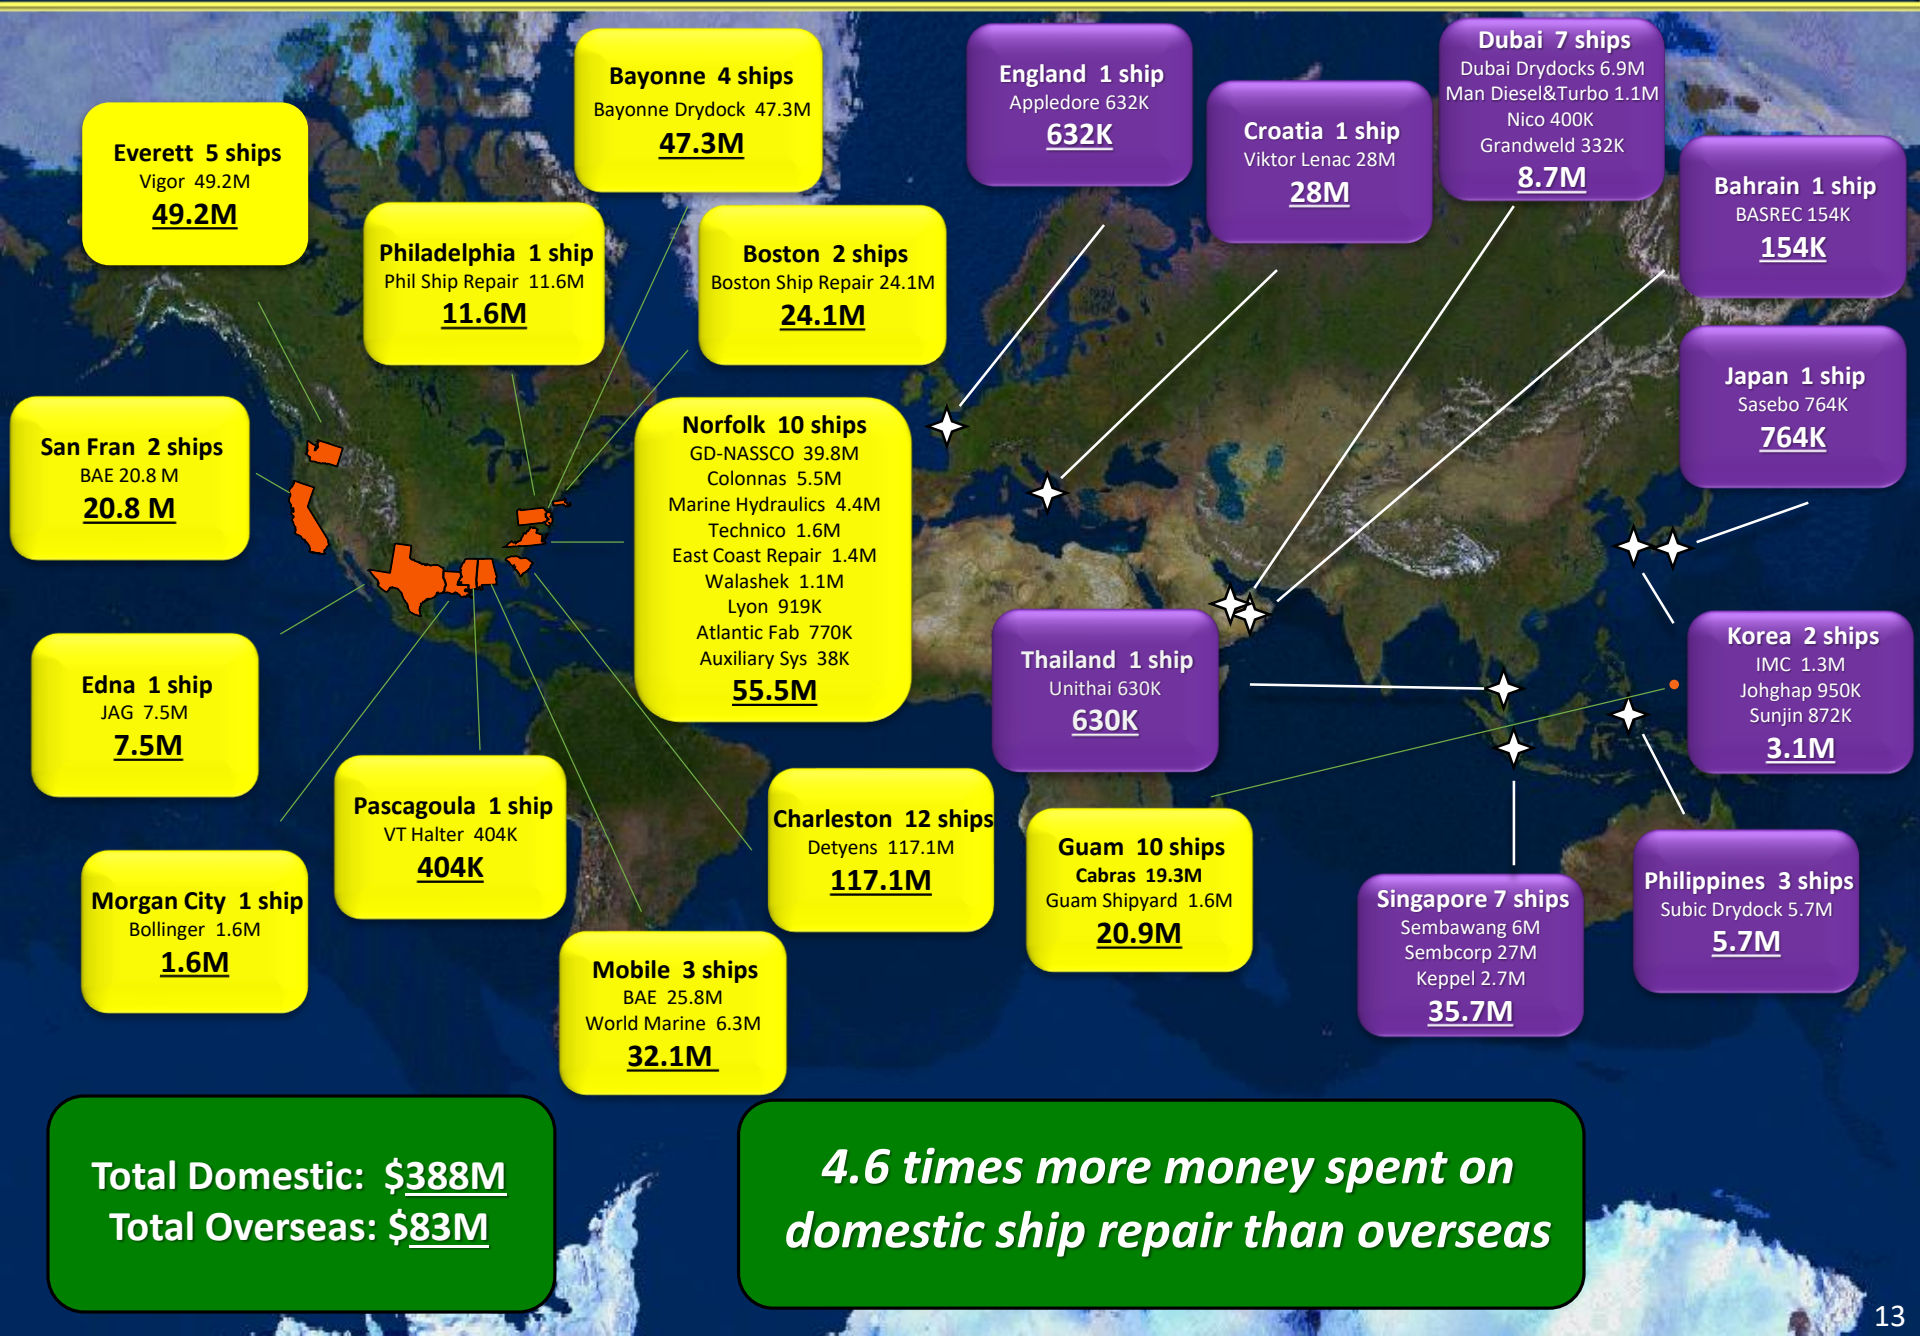 Bayonne  4 ships
Bayonne Drydock  47.3M
47.3M
England  1 ship
Appledore 632K
632K
Dubai  7 ships
Dubai Drydocks 6.9M
Man Diesel&Turbo 1.1M
Nico 400K
Grandweld 332K
8.7M
Croatia  1 ship
Viktor Lenac 28M
28M
Everett  5 ships
Vigor  49.2M
49.2M
Bahrain  1 ship
BASREC 154K
154K
Philadelphia  1 ship
Phil Ship Repair  11.6M
11.6M
Boston  2 ships
Boston Ship Repair 24.1M
24.1M
Japan  1 ship
Sasebo 764K
764K
San Fran  2 ships
BAE 20.8 M
20.8 M
Norfolk  10 ships
GD-NASSCO  39.8M
Colonnas  5.5M
Marine Hydraulics  4.4M
Technico  1.6M
East Coast Repair  1.4M
Walashek  1.1M
Lyon  919K
Atlantic Fab  770K
Auxiliary Sys  38K
55.5M
Thailand  1 ship
Unithai 630K
630K
Korea  2 ships
IMC  1.3M
Johghap 950K
Sunjin 872K
3.1M
Edna  1 ship
JAG  7.5M
7.5M
Pascagoula  1 ship
VT Halter  404K
404K
Charleston  12 ships
Detyens  117.1M
117.1M
Guam  10 ships
Cabras  19.3M
Guam Shipyard  1.6M
20.9M
Morgan City  1 ship
Bollinger  1.6M
1.6M
Singapore 7 ships
Sembawang 6M
Sembcorp 27M
Keppel 2.7M
35.7M
Philippines  3 ships
Subic Drydock 5.7M
5.7M
Mobile  3 ships
BAE  25.8M
World Marine  6.3M
32.1M
Total Domestic:  $388M
Total Overseas: $83M
4.6 times more money spent on
domestic ship repair than overseas
13